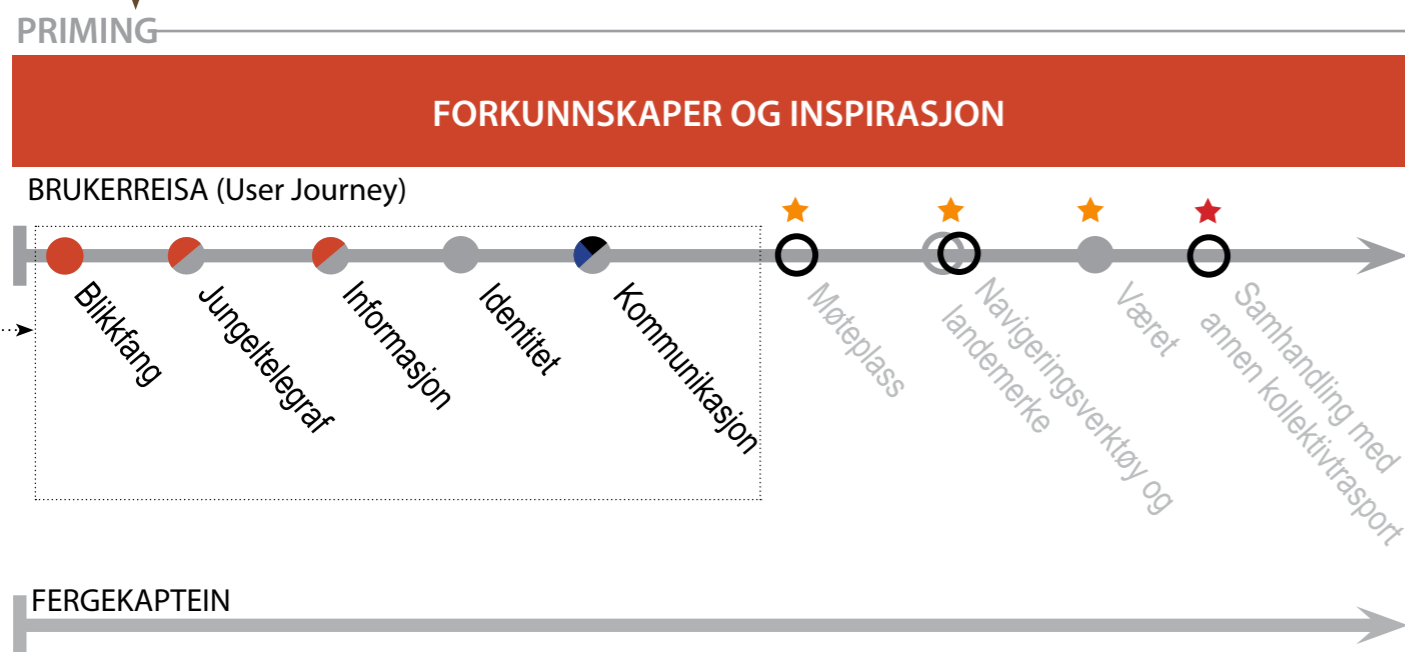 PRIMING
FORKUNNSKAPER OG INSPIRASJON
BRUKERREISA (User Journey)
Blikkfang
Jungeltelegraf
Informasjon
Identitet
Kommunikasjon
Møteplass
Navigeringsverktøy og
landemerke
Været
Samhandling med
annen kollektivtrasport
FERGEKAPTEIN